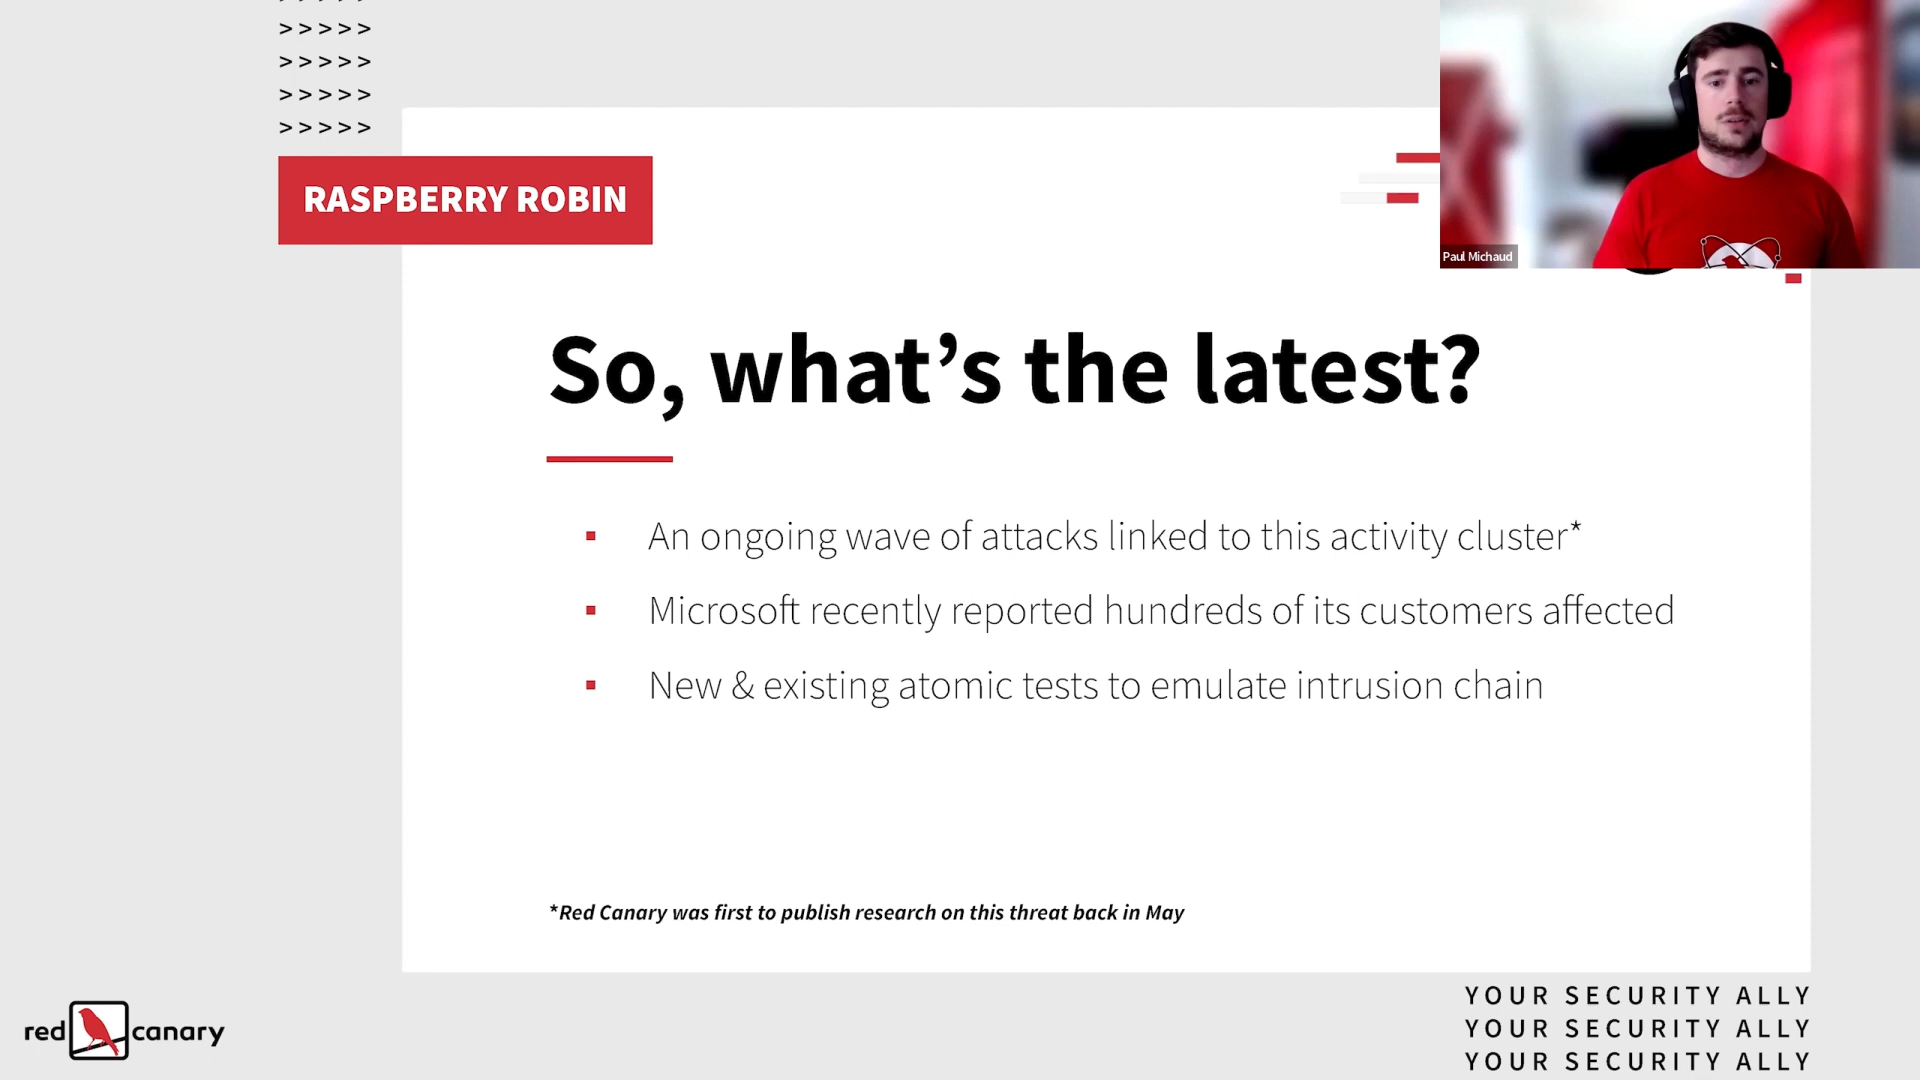 > > > > >
> > > > >
> > > > >
> > > > >
RASPBERRY ROBIN
Paul Michaud
So, what’s the latest?
▪ An ongoing wave of attacks linked to this activity cluster*
▪ Microsoft recently reported hundreds of its customers affected
▪ New & existing atomic tests to emulate intrusion chain
*Red Canary was first to publish research on this threat back in May
red canary
YOUR SECURITY ALLY
YOUR SECURITY ALLY
YOUR SECURITY ALLY